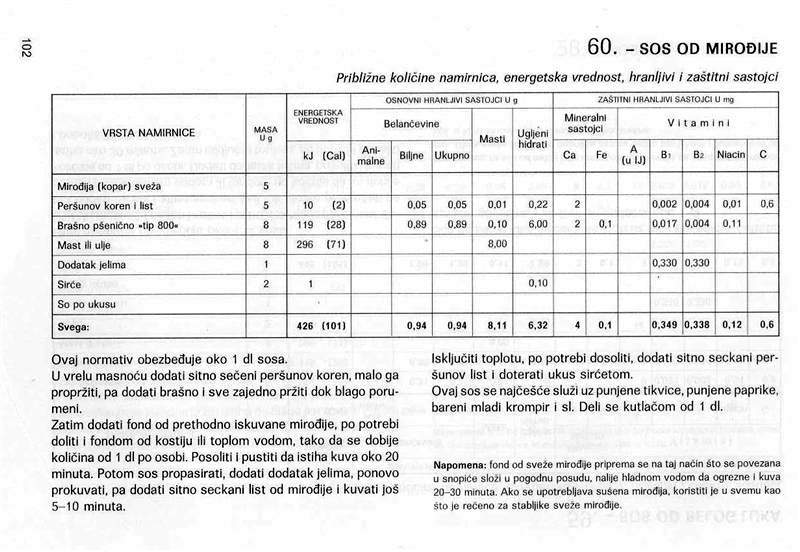 102
60. – SOS OD MIROĐIJE
Približne količine namirnica, energetska vrednost, hranljivi i zaštitni sastojci
VRSTA NAMIRNICE MASA U g ENERGETSKA VREDNOST OSNOVNI HRANLJIVI SASTOJCI U g ZAŠTITNI HRANLJIVI SASTOJCI U mg
Belančevine Masti Ugljeni hidrati Mineralni sastojci Vitamini
kJ (Cal) Ani-malne Biljne Ukupno Ca Fe A (u IJ) B1 B2 Niacin C
Mirođija (kopar) sveža 5
Peršunov koren i list 5 10 (2) 0,05 0,05 0,01 0,22 2 0,002 0,004 0,01 0,6
Brašno pšenično »tip 800« 8 119 (28) 0,89 0,89 0,10 6,00 2 0,1 0,017 0,004 0,11
Mast ili ulje 8 296 (71) 8,00
Dodatak jelima 1 0,330 0,330
Sirće 2 1 0,10
So po ukusu
Svega: 426 (101) 0,94 0,94 8,11 6,32 4 0,1 0,349 0,338 0,12 0,6
Ovaj normativ obezbeđuje oko 1 dl sosa.
U vrelu masnoću dodati sitno sečeni peršunov koren, malo ga
propržiti, pa dodati brašno i sve zajedno pržiti dok blago poru-
meni.
Zatim dodati fond od prethodno iskuvane mirođije, po potrebi
doliti i fondom od kostiju ili toplom vodom, tako da se dobije
količina od 1 dl po osobi. Posoliti i pustiti da istiha kuva oko 20
minuta. Potom sos propasirati, dodati dodatak jelima, ponovo
prokuvati, pa dodati sitno seckani list od mirođije i kuvati još
5–10 minuta.
Isključiti toplotu, po potrebi dosoliti, dodati sitno seckani per-
šunov list i doterati ukus sirćetom.
Ovaj sos se najčešće služi uz punjene tikvice, punjene paprike,
bareni mladi krompir i sl. Deli se kutlačom od 1 dl.
Napomena: fond od sveže mirođije priprema se na taj način što se povezana
u snopiće složi u pogodnu posudu, nalije hladnom vodom da ogrezne i kuva
20–30 minuta. Ako se upotrebljava sušena mirođija, koristiti je u svemu kao
što je rečeno za stabljike sveže mirođije.